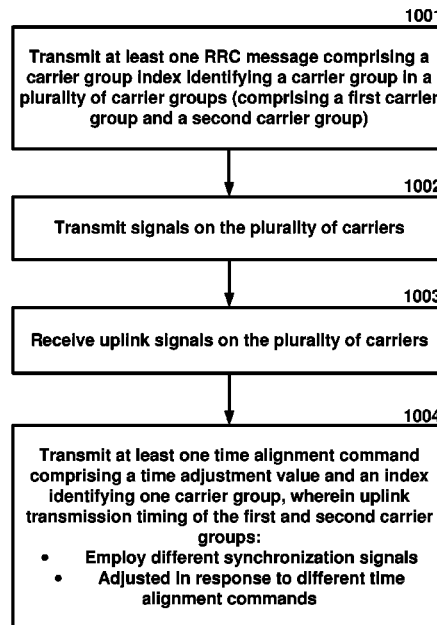 1001
Transmit at least one RRC message comprising a
carrier group index identifying a carrier group in a
plurality of carrier groups (comprising a first carrier
group and a second carrier group)
1002
Transmit signals on the plurality of carriers
1003
Receive uplink signals on the plurality of carriers
1004
Transmit at least one time alignment command
comprising a time adjustment value and an index
identifying one carrier group, wherein uplink
transmission timing of the first and second carrier
groups:
• Employ different synchronization signals
• Adjusted in response to different time
alignment commands